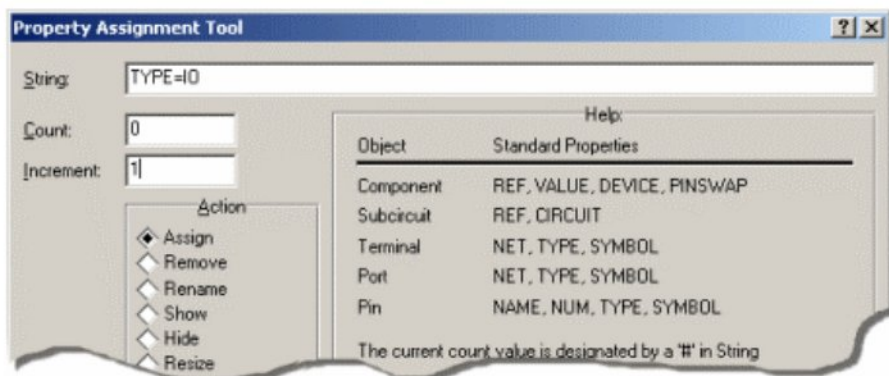 Property Assignment Tool
String: TYPE=IO
Count: 0
Increment: 1
Action
Assign
Remove
Rename
Show
Hide
Resize
Help:
Object Standard Properties
Component REF, VALUE, DEVICE, PINSWAP
Subcircuit REF, CIRCUIT
Terminal NET, TYPE, SYMBOL
Port NET, TYPE, SYMBOL
Pin NAME, NUM, TYPE, SYMBOL
The current count value is designated by a '#' in String